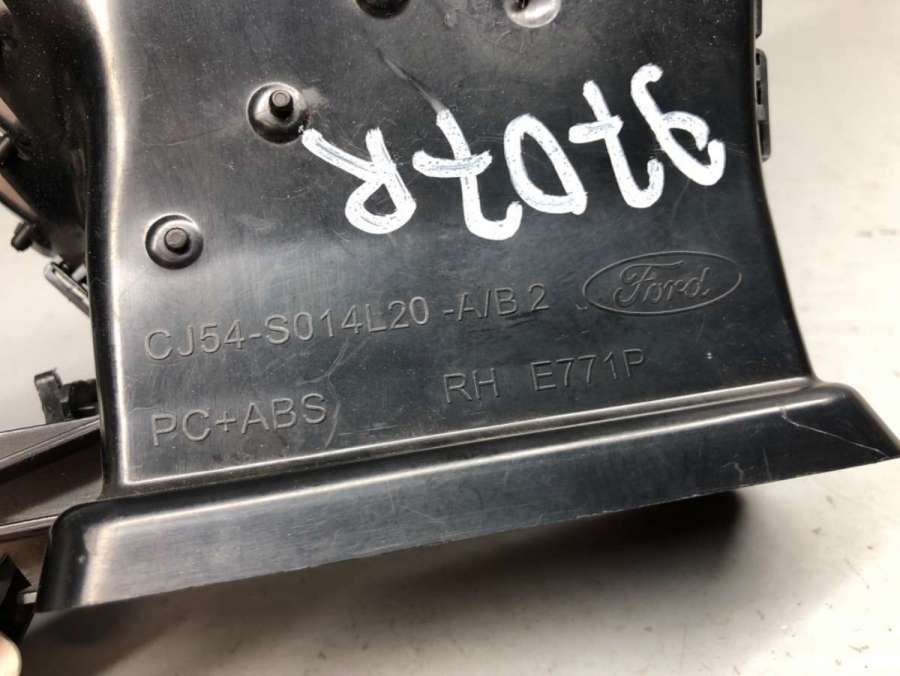 9707R
Ford
CJ54-S014L20 -A/B 2
RH E771P
PC+ABS